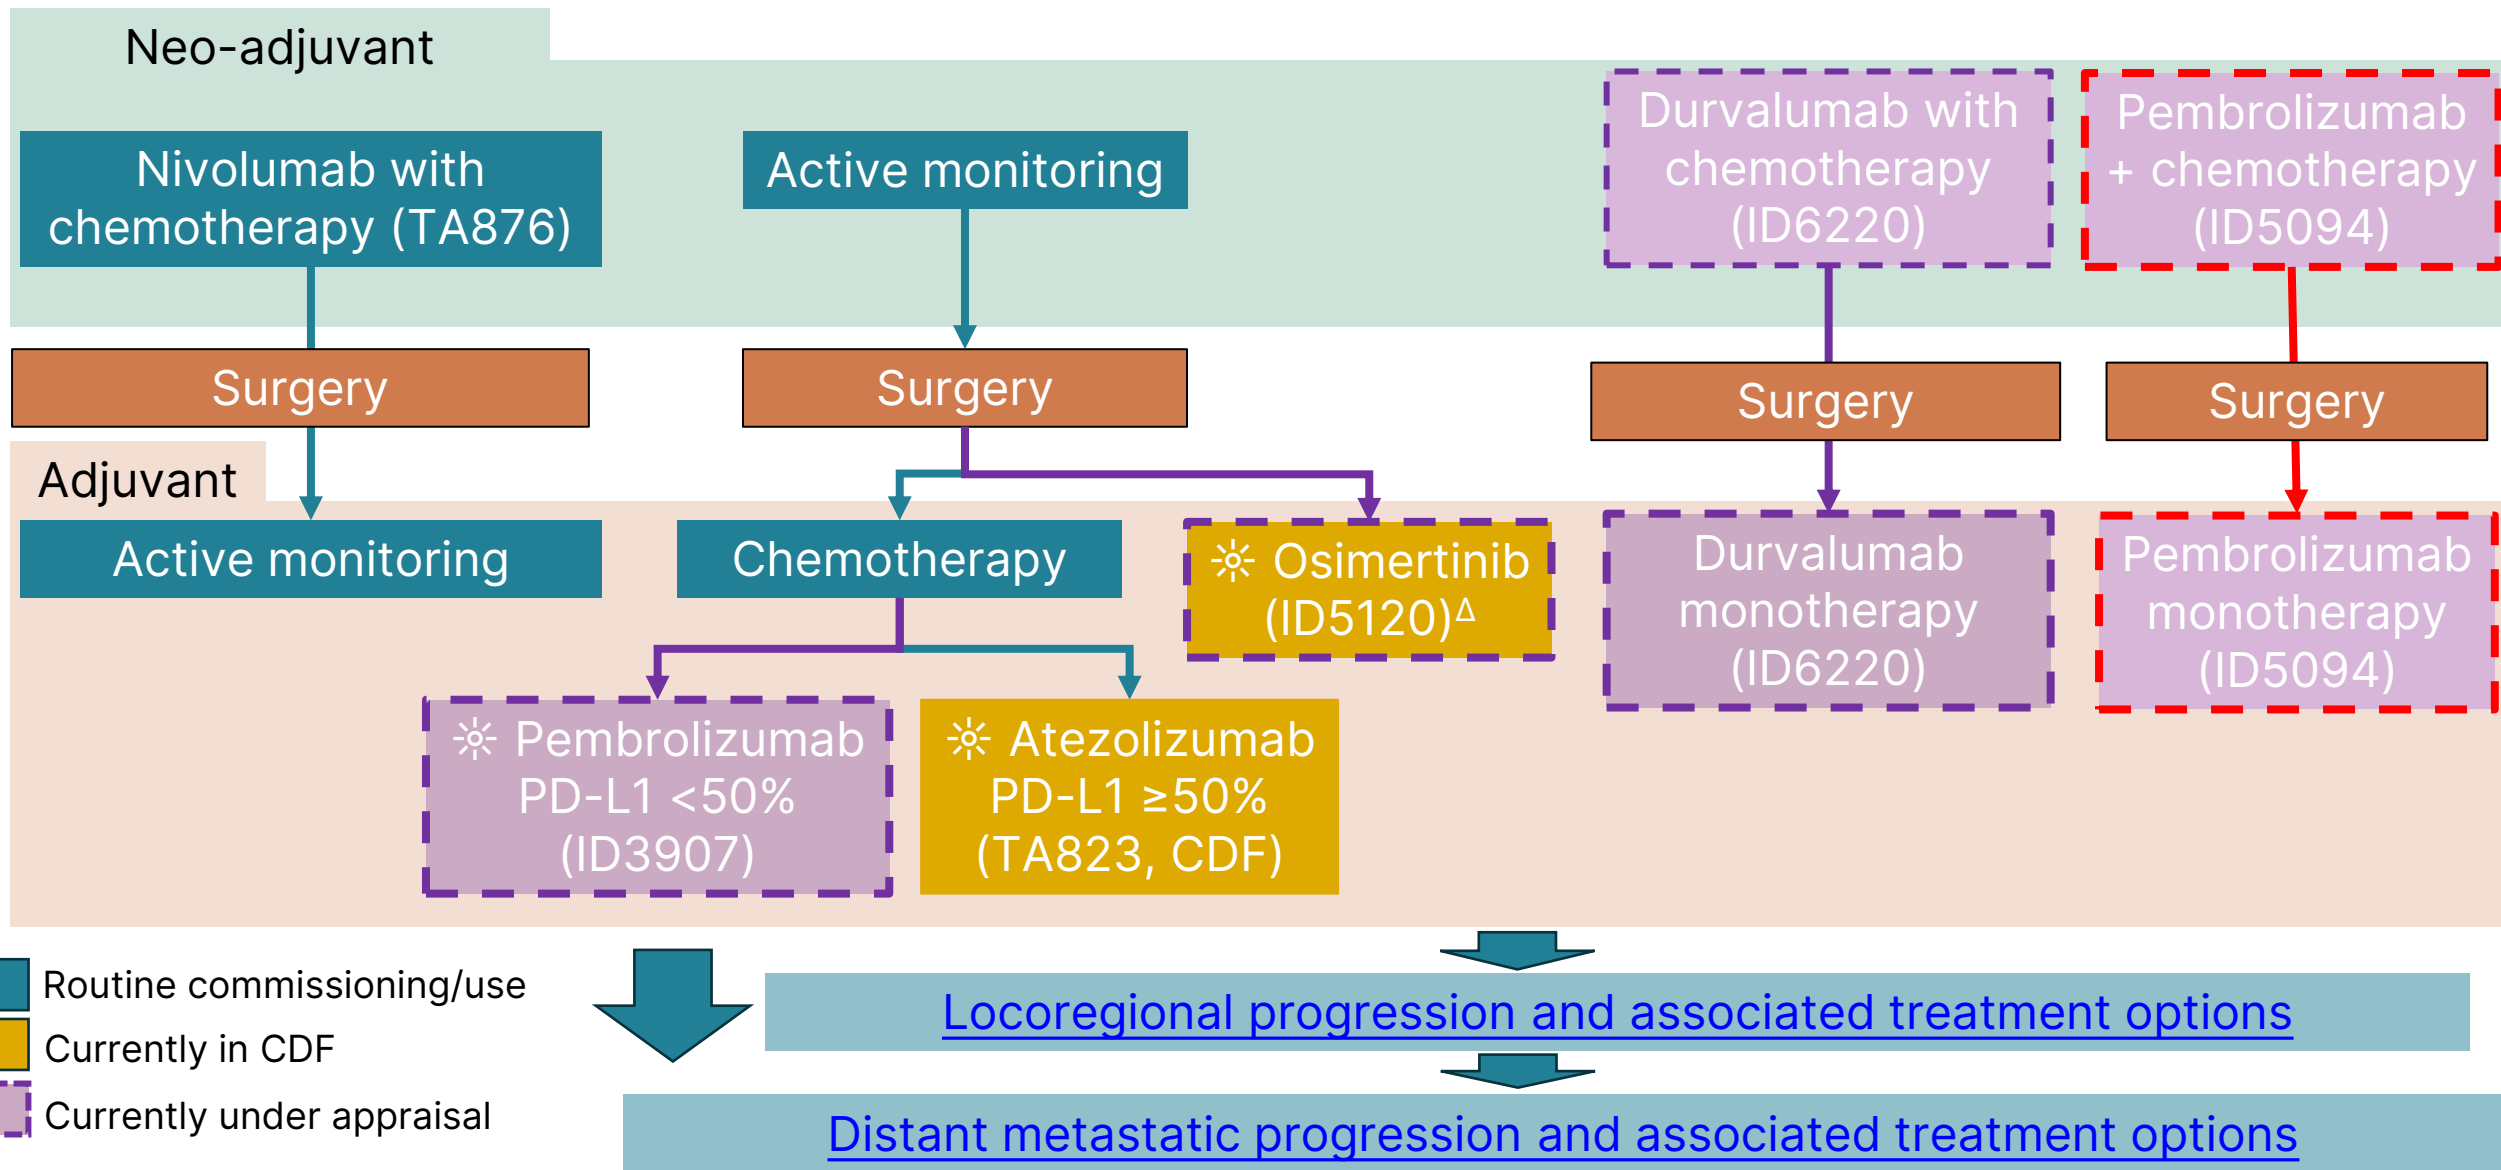 Neo-adjuvant
Nivolumab with
chemotherapy (TA876)
Active monitoring
Durvalumab with
chemotherapy
(ID6220)
Pembrolizumab
+ chemotherapy
(ID5094)
Surgery
Surgery
Surgery
Surgery
Adjuvant
Active monitoring
Chemotherapy
☼ Osimertinib
(ID5120)Δ
Durvalumab
monotherapy
(ID6220)
Pembrolizumab
monotherapy
(ID5094)
☼ Pembrolizumab
PD-L1 <50%
(ID3907)
☼ Atezolizumab
PD-L1 ≥50%
(TA823, CDF)
Routine commissioning/use
Currently in CDF
Currently under appraisal
Locoregional progression and associated treatment options
Distant metastatic progression and associated treatment options